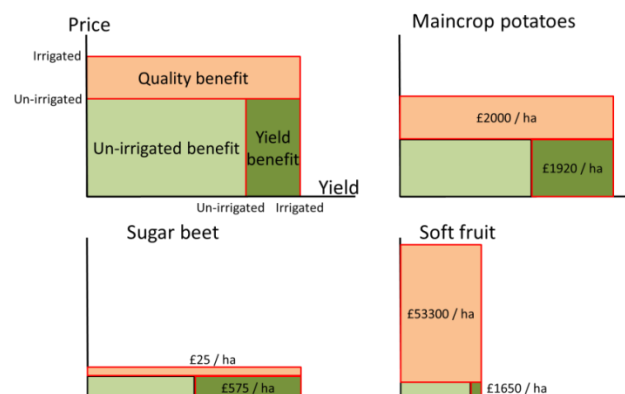 Price
Irrigated
Quality benefit
Un-irrigated
Un-irrigated benefit
Yield
benefit
Yield
Un-irrigated
Irrigated
Maincrop potatoes
£2000 / ha
£1920 / ha
Sugar beet
£25 / ha
£575 / ha
Soft fruit
£53300 / ha
£1650 / ha